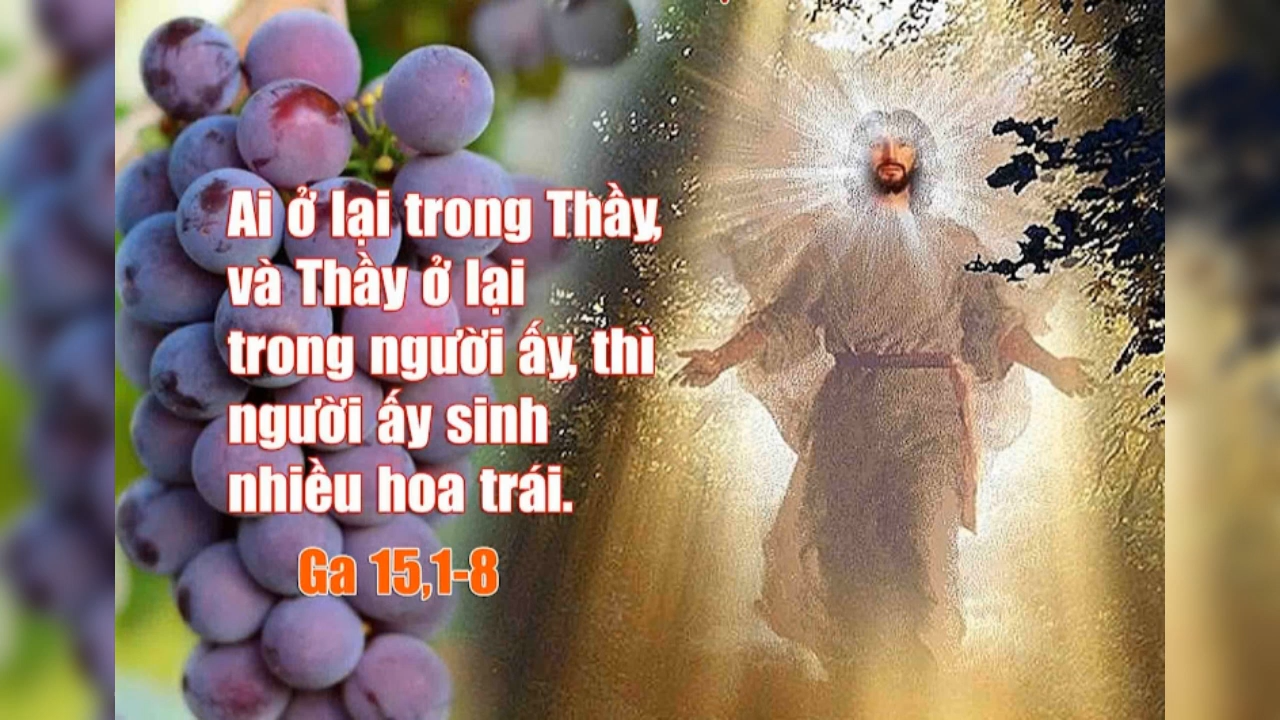 Ai ở lại trong Thầy,
và Thầy ở lại
trong người ấy, thì
người ấy sinh
nhiều hoa trái.
Ga 15,1-8